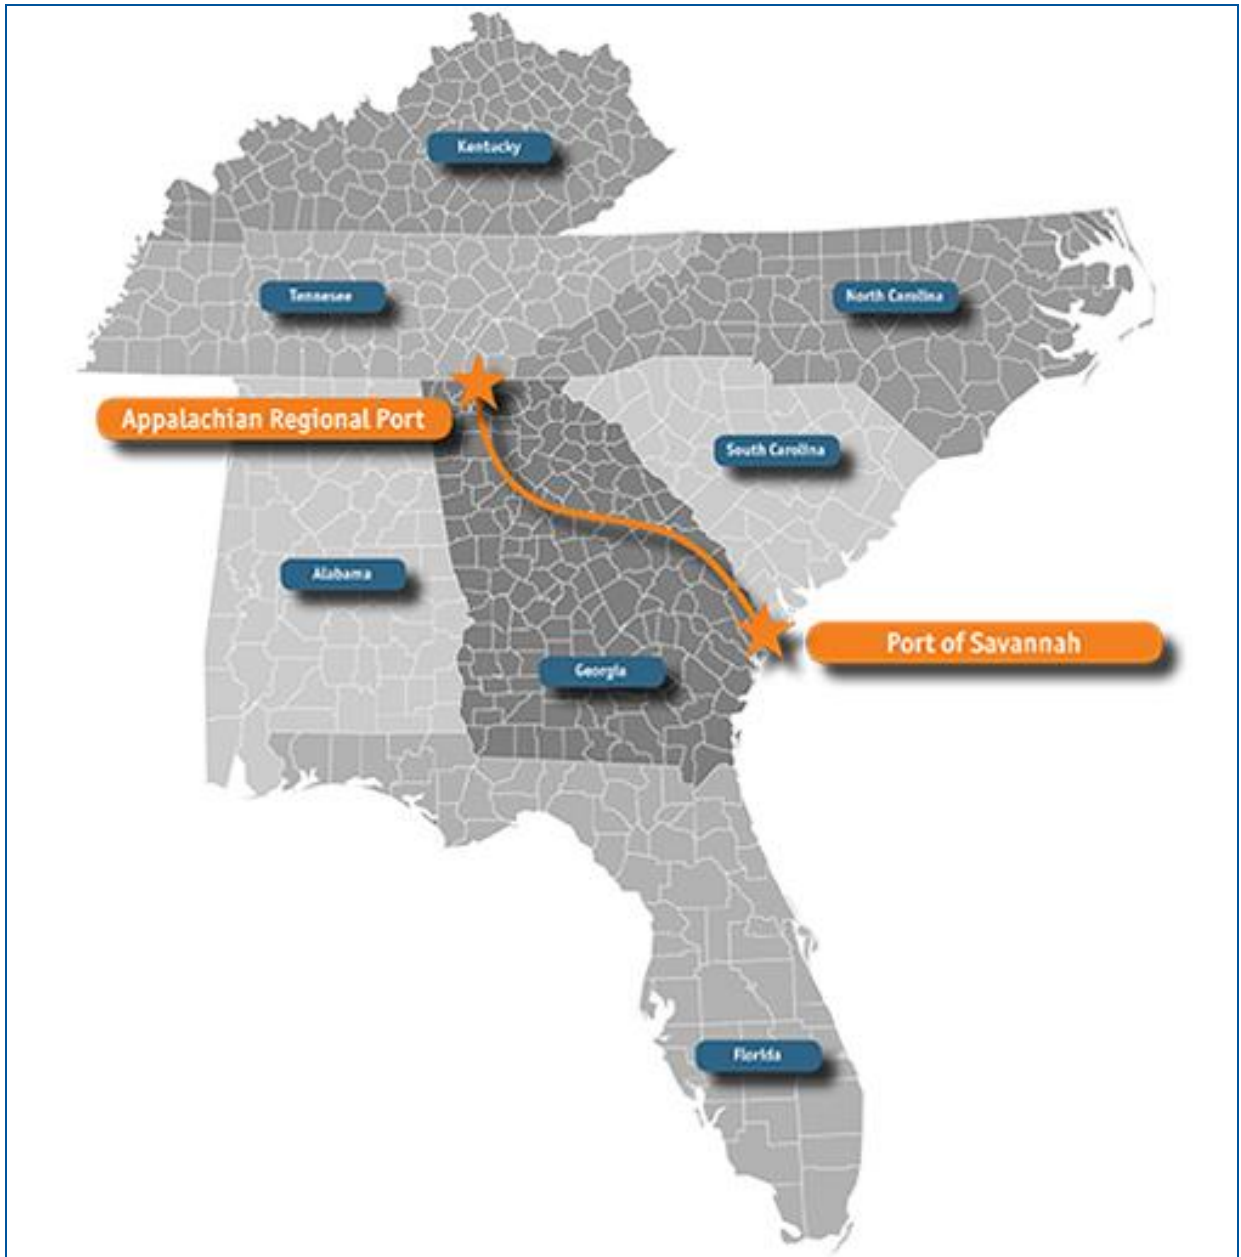 Kentucky
Tennesee
North Carolina
Appalachian Regional Port
South Carolina
Alabama
Port of Savannah
Georgia
Florida